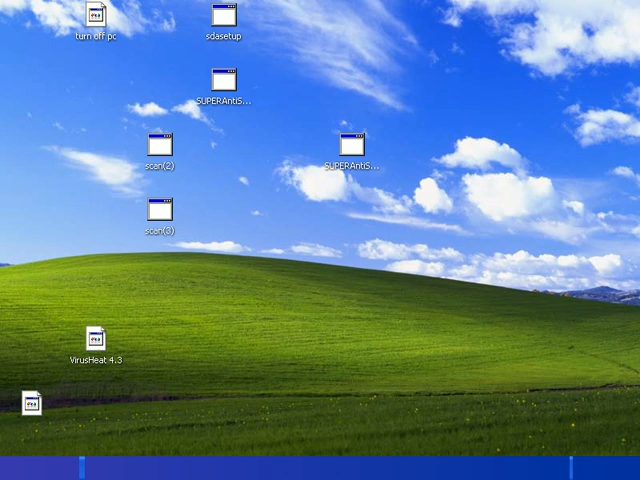 turn off pc
sdasetup
SUPERAntiS...
scan(2)
SUPERAntiS...
scan(3)
VirusHeat 4.3